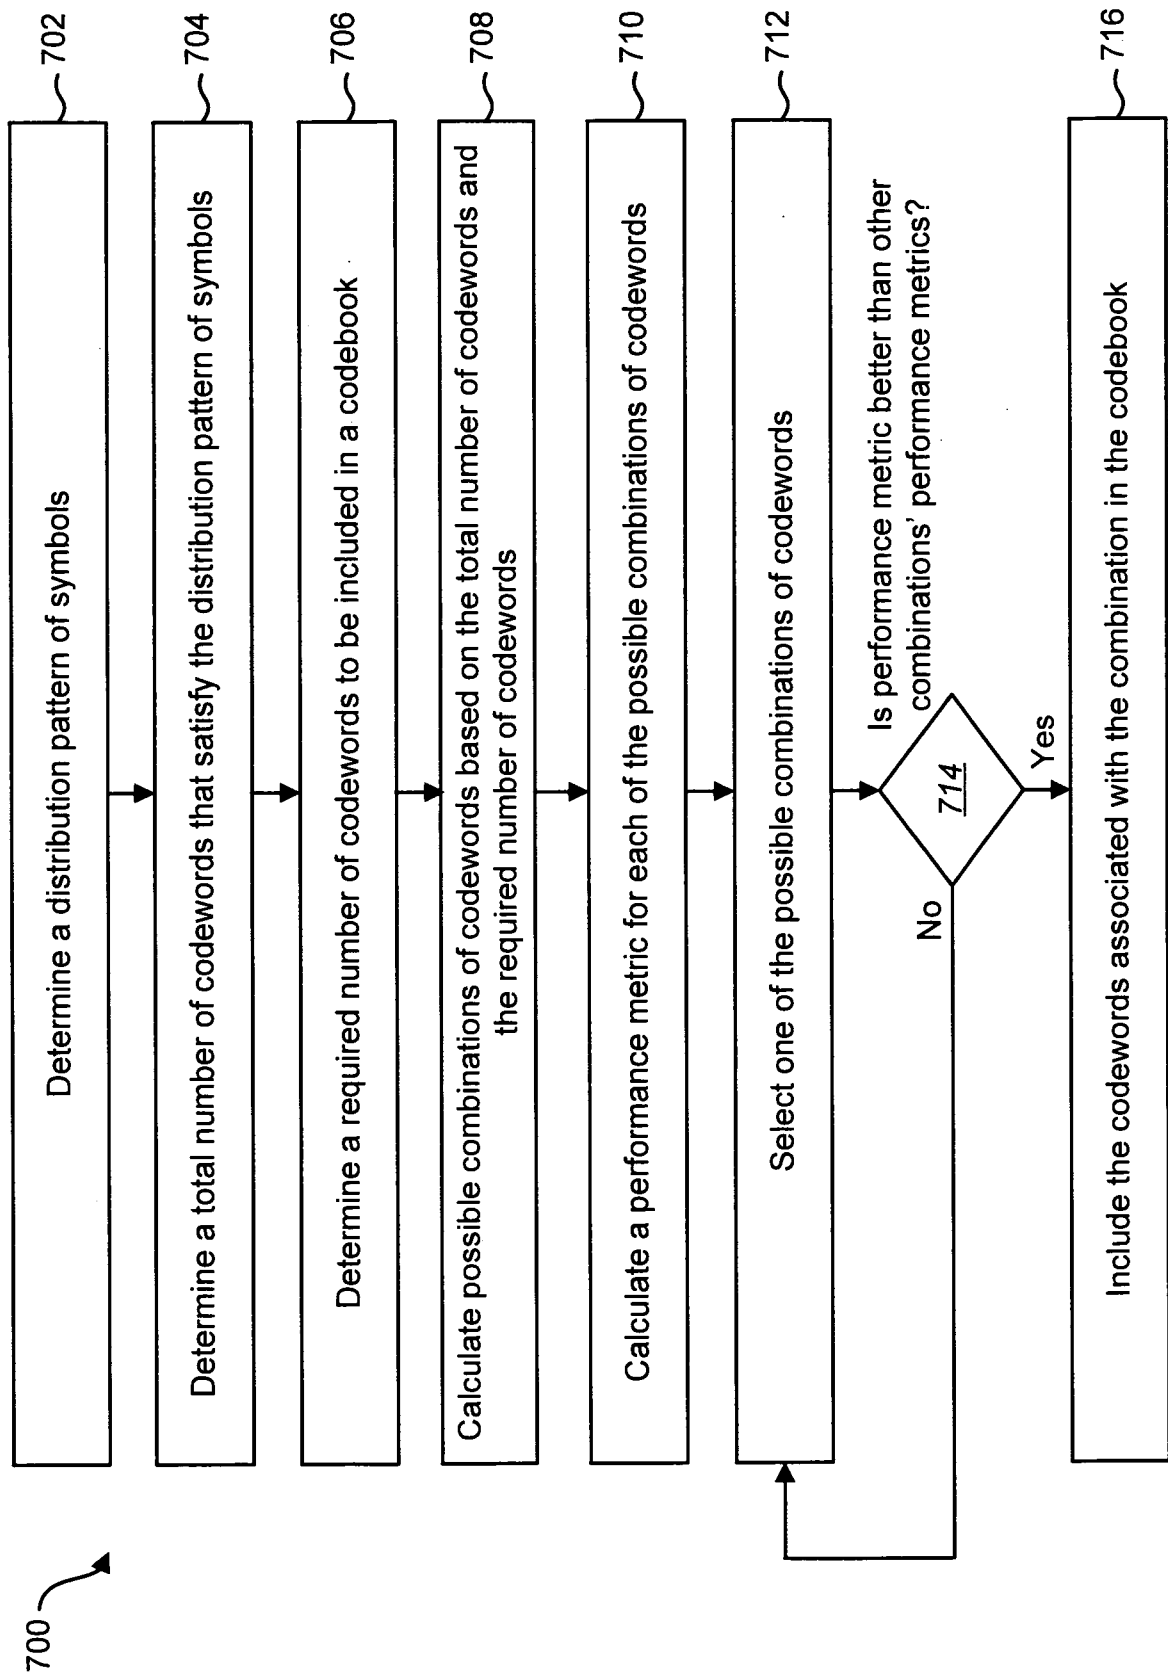 700
Determine a distribution pattern of symbols
702
Determine a total number of codewords that satisfy the distribution pattern of symbols
704
Determine a required number of codewords to be included in a codebook
706
Calculate possible combinations of codewords based on the total number of codewords and
the required number of codewords
708
Calculate a performance metric for each of the possible combinations of codewords
710
Select one of the possible combinations of codewords
712
Is performance metric better than other
combinations' performance metrics?
714
No
Yes
Include the codewords associated with the combination in the codebook
716